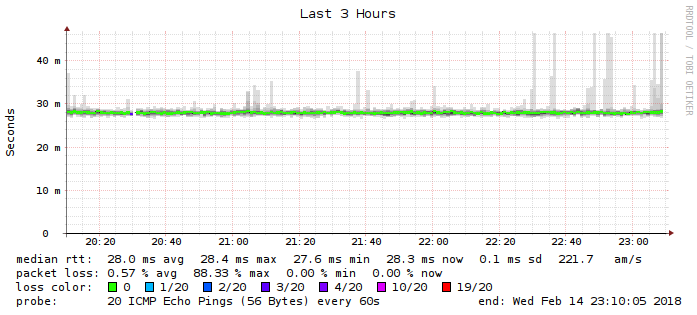 Last 3 Hours
RRDTOOL / TOBI OETIKER
Seconds
40 m
30 m
20 m
10 m
0
20:20 20:40 21:00 21:20 21:40 22:00 22:20 22:40 23:00
median rtt: 28.0 ms avg 28.4 ms max 27.6 ms min 28.3 ms now 0.1 ms sd 221.7 am/s
packet loss: 0.57 % avg 88.33 % max 0.00 % min 0.00 % now
loss color: 0 1/20 2/20 3/20 4/20 10/20 19/20
probe: 20 ICMP Echo Pings (56 Bytes) every 60s end: Wed Feb 14 23:10:05 2018